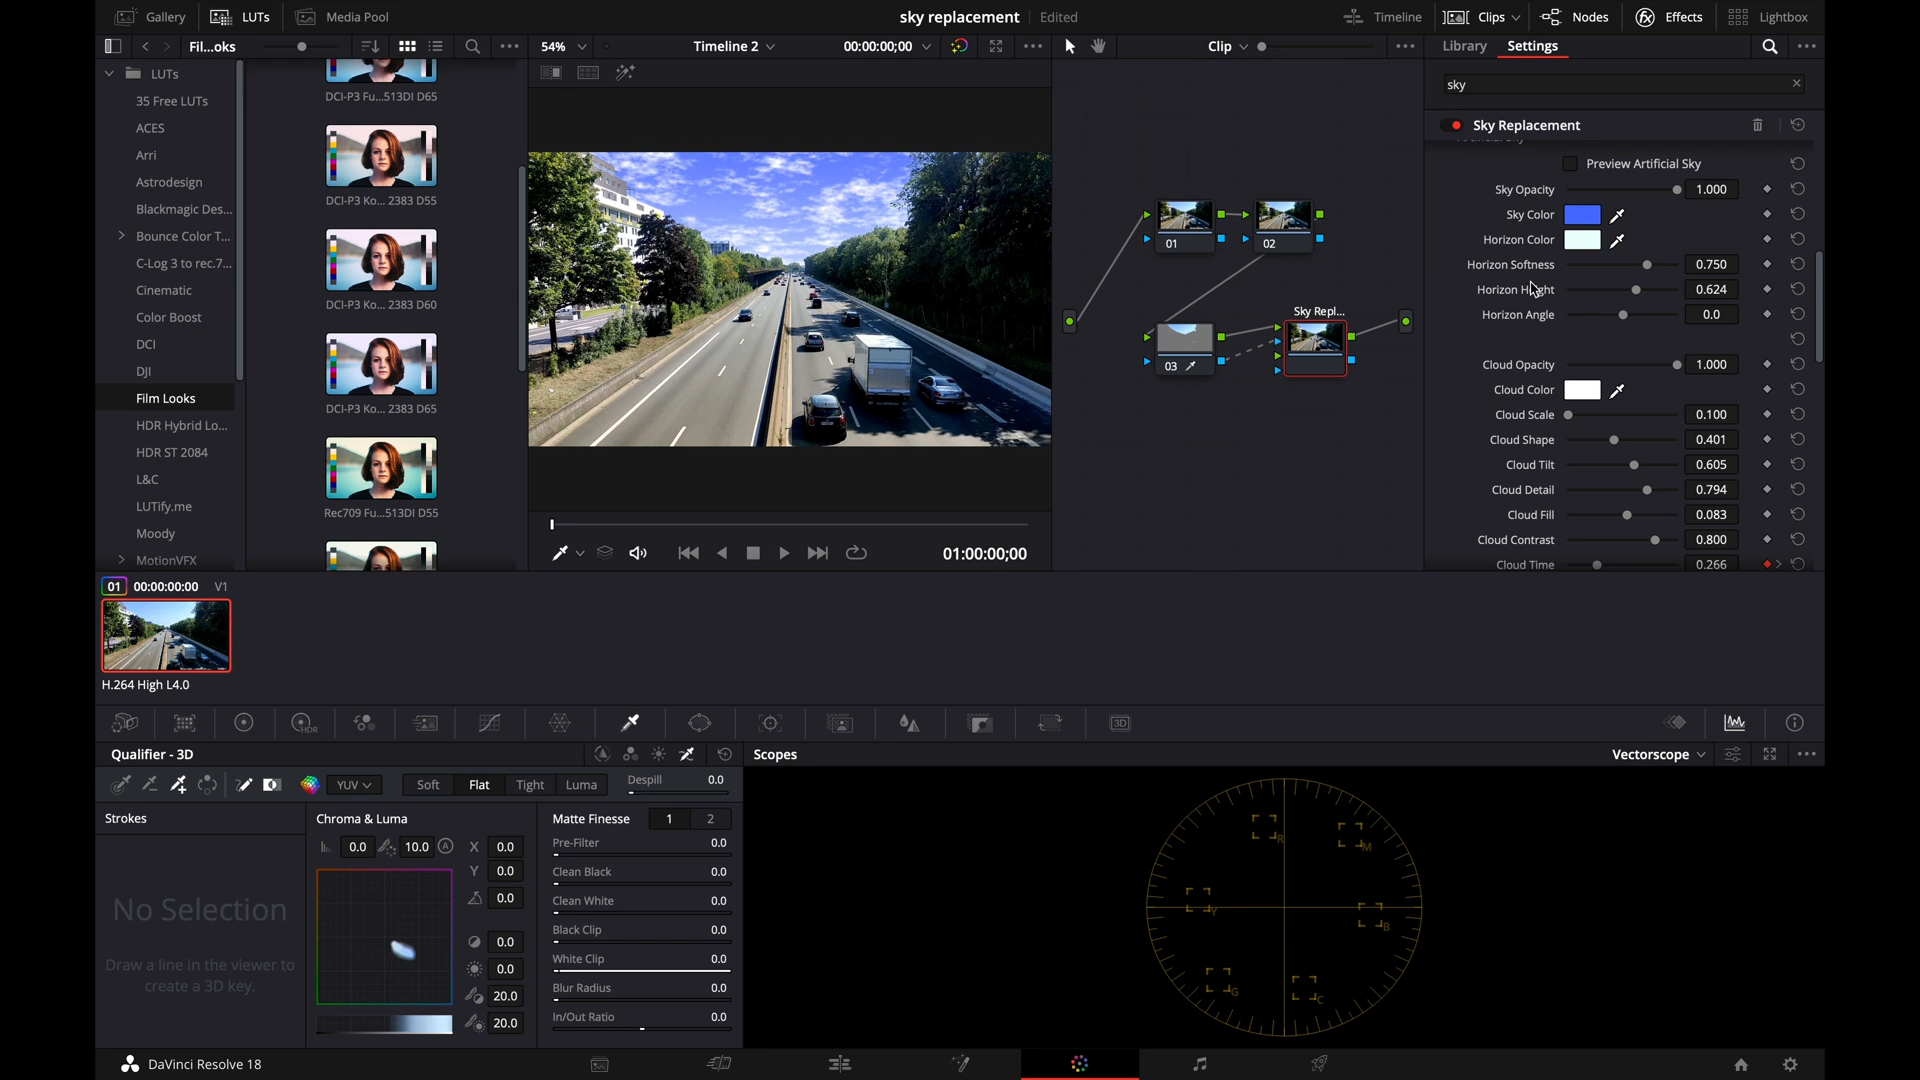 Gallery LUTs Media Pool sky replacement Edited Timeline Clips Nodes Effects Lightbox
Fil...oks 54% Timeline 2 00:00:00;00 Clip Library Settings
sky
Sky Replacement
LUTs
35 Free LUTs
ACES
Arri
Astrodesign
Blackmagic Des...
Bounce Color T...
C-Log 3 to rec.7...
Cinematic
Color Boost
DCI
DJI
Film Looks
HDR Hybrid Lo...
HDR ST 2084
L&C
LUTify.me
Moody
MotionVFX
DCI-P3 Fu...513DI D65
DCI-P3 Ko... 2383 D55
DCI-P3 Ko... 2383 D60
DCI-P3 Ko... 2383 D65
Rec709 Fu...513DI D55
01:00:00;00
01
02
03
Sky Repl...
Preview Artificial Sky
Sky Opacity 1.000
Sky Color
Horizon Color
Horizon Softness 0.750
Horizon Height 0.624
Horizon Angle 0.0
Cloud Opacity 1.000
Cloud Color
Cloud Scale 0.100
Cloud Shape 0.401
Cloud Tilt 0.605
Cloud Detail 0.794
Cloud Fill 0.083
Cloud Contrast 0.800
Cloud Time 0.266
01 00:00:00:00 V1
H.264 High L4.0
HDR
3D
Qualifier - 3D
YUV Soft Flat Tight Luma Despill 0.0
Strokes
No Selection
Draw a line in the viewer to
create a 3D key.
Chroma & Luma
0.0 10.0 A X 0.0
Y 0.0
0.0
0.0
0.0
20.0
20.0
Matte Finesse 1 2
Pre-Filter 0.0
Clean Black 0.0
Clean White 0.0
Black Clip 0.0
White Clip 0.0
Blur Radius 0.0
In/Out Ratio 0.0
Scopes Vectorscope
R
M
Y
B
G
C
DaVinci Resolve 18